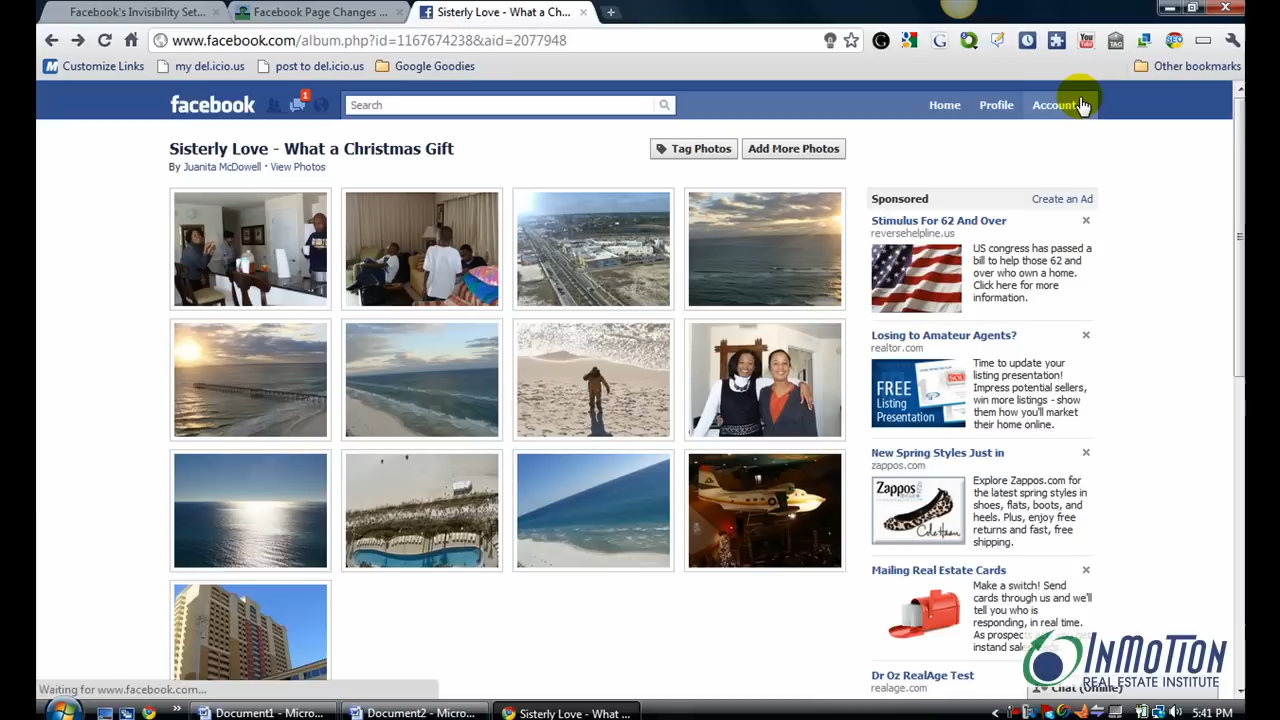 Facebook's Invisibility Set...
Facebook Page Changes ...
Sisterly Love - What a Ch...
www.facebook.com/album.php?id=1167674238&aid=2077948
Customize Links
my del.icio.us
post to del.icio.us
Google Goodies
Other bookmarks
facebook
1
Search
Home
Profile
Account
Sisterly Love - What a Christmas Gift
By Juanita McDowell · View Photos
Tag Photos
Add More Photos
Sponsored
Create an Ad
Stimulus For 62 And Over
reversehelpline.us
US congress has passed a
bill to help those 62 and
over who own a home.
Click here for more
information.
Losing to Amateur Agents?
realtor.com
FREE
Listing
Presentation
Time to update your
listing presentation!
Impress potential sellers,
win more listings - show
them how you'll market
their home online.
New Spring Styles Just in
zappos.com
Zappos
Cole Haan
Explore Zappos.com for
the latest spring styles in
shoes, flats, boots, and
heels. Plus, enjoy free
returns and fast, free
shipping.
Mailing Real Estate Cards
Make a switch! Send
cards through us and we'll
tell you who is
responding, in real time.
As prospects
instand
Dr Oz RealAge Test
realage.com
Chat (Online)
INMOTION
REAL ESTATE INSTITUTE
Waiting for www.facebook.com...
Document1 - Micro...
Document2 - Micro...
Sisterly Love - What ...
5:41 PM